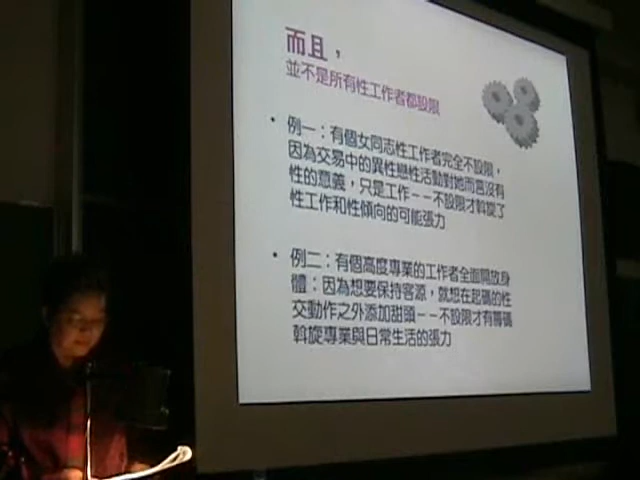 而且，
並不是所有性工作者都設限
• 例一：有個女同志性工作者完全不設限，
因為交易中的異性戀性活動對她而言沒有
性的意義，只是工作－－不設限才斡旋了
性工作和性傾向的可能張力
• 例二：有個高度專業的工作者全面開放身
體：因為想要保持客源，就想在起碼的性
交動作之外添加甜頭－－不設限才有籌碼
斡旋專業與日常生活的張力